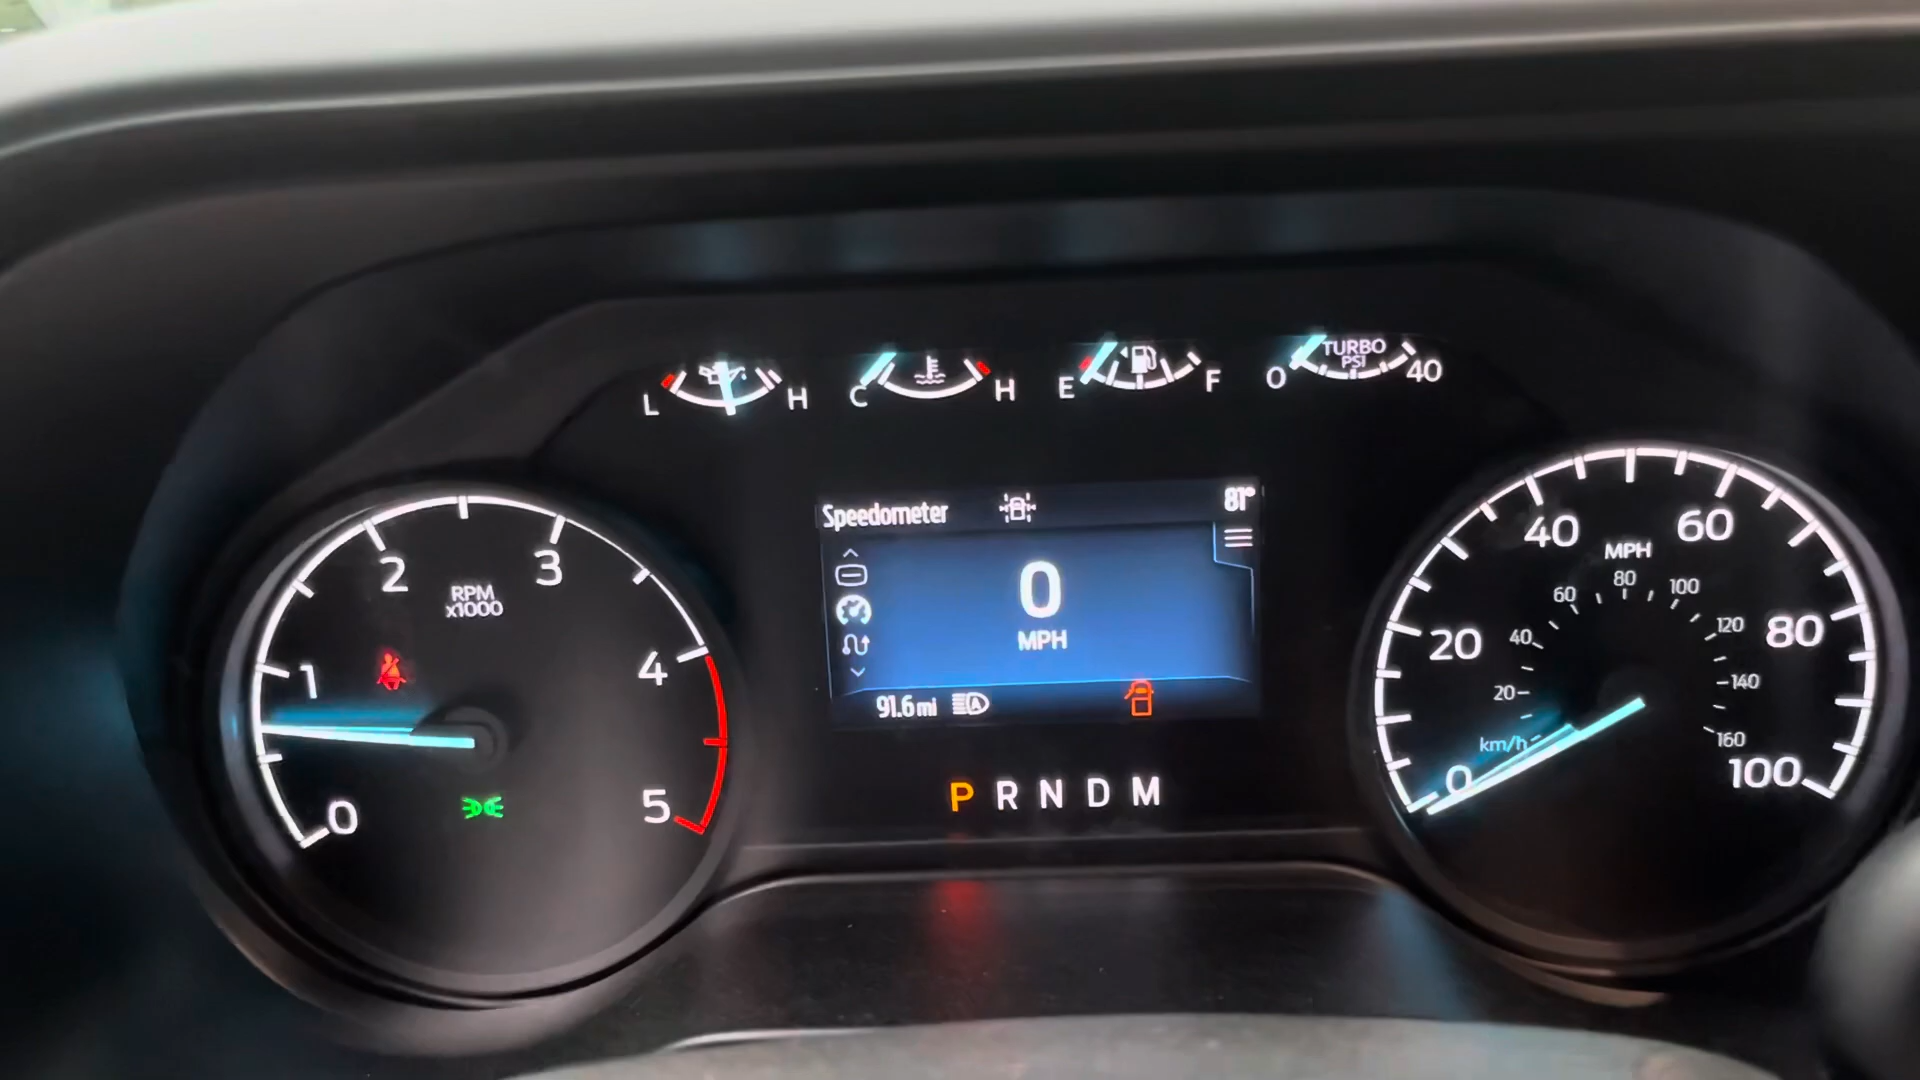 L H
C H
E F
0 TURBO PSI 40
Speedometer 81°
0
MPH
91.6 mi
P R N D M
0 1 2 3 4 5
RPM
x1000
0 20 40 60 80 100
MPH
20 40 60 80 100 120 140 160
km/h